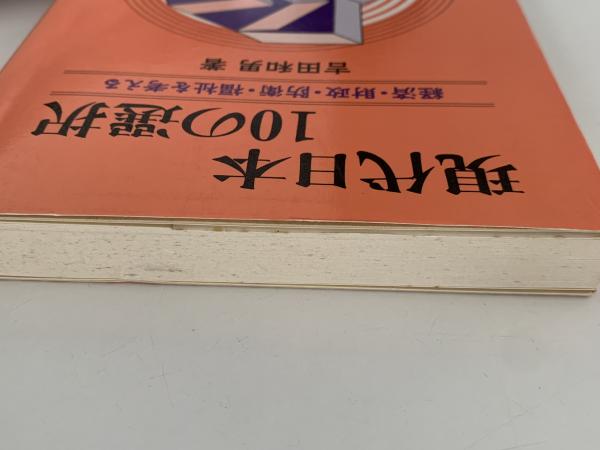 現代日本
10の選択
経済・財政・防衛・福祉を考える
吉田和男 著